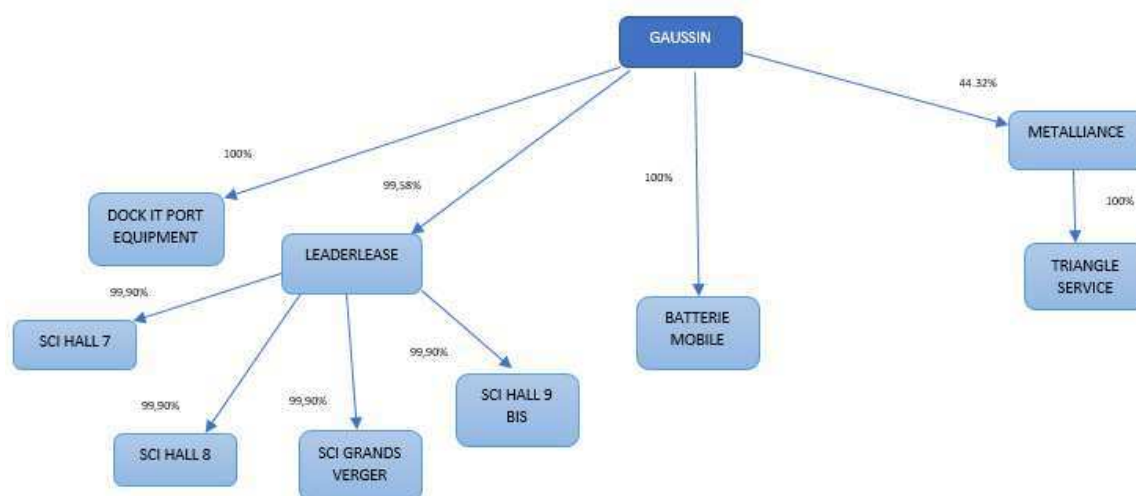 GAUSSIN
44.32%
METALLIANCE
100%
99,58%
100%
100%
DOCK IT PORT
EQUIPMENT
LEADERLEASE
TRIANGLE
SERVICE
99,90%
BATTERIE
MOBILE
SCI HALL 7
99,90%
SCI HALL 9
BIS
99,90%
99,90%
SCI HALL 8
SCI GRANDS
VERGER